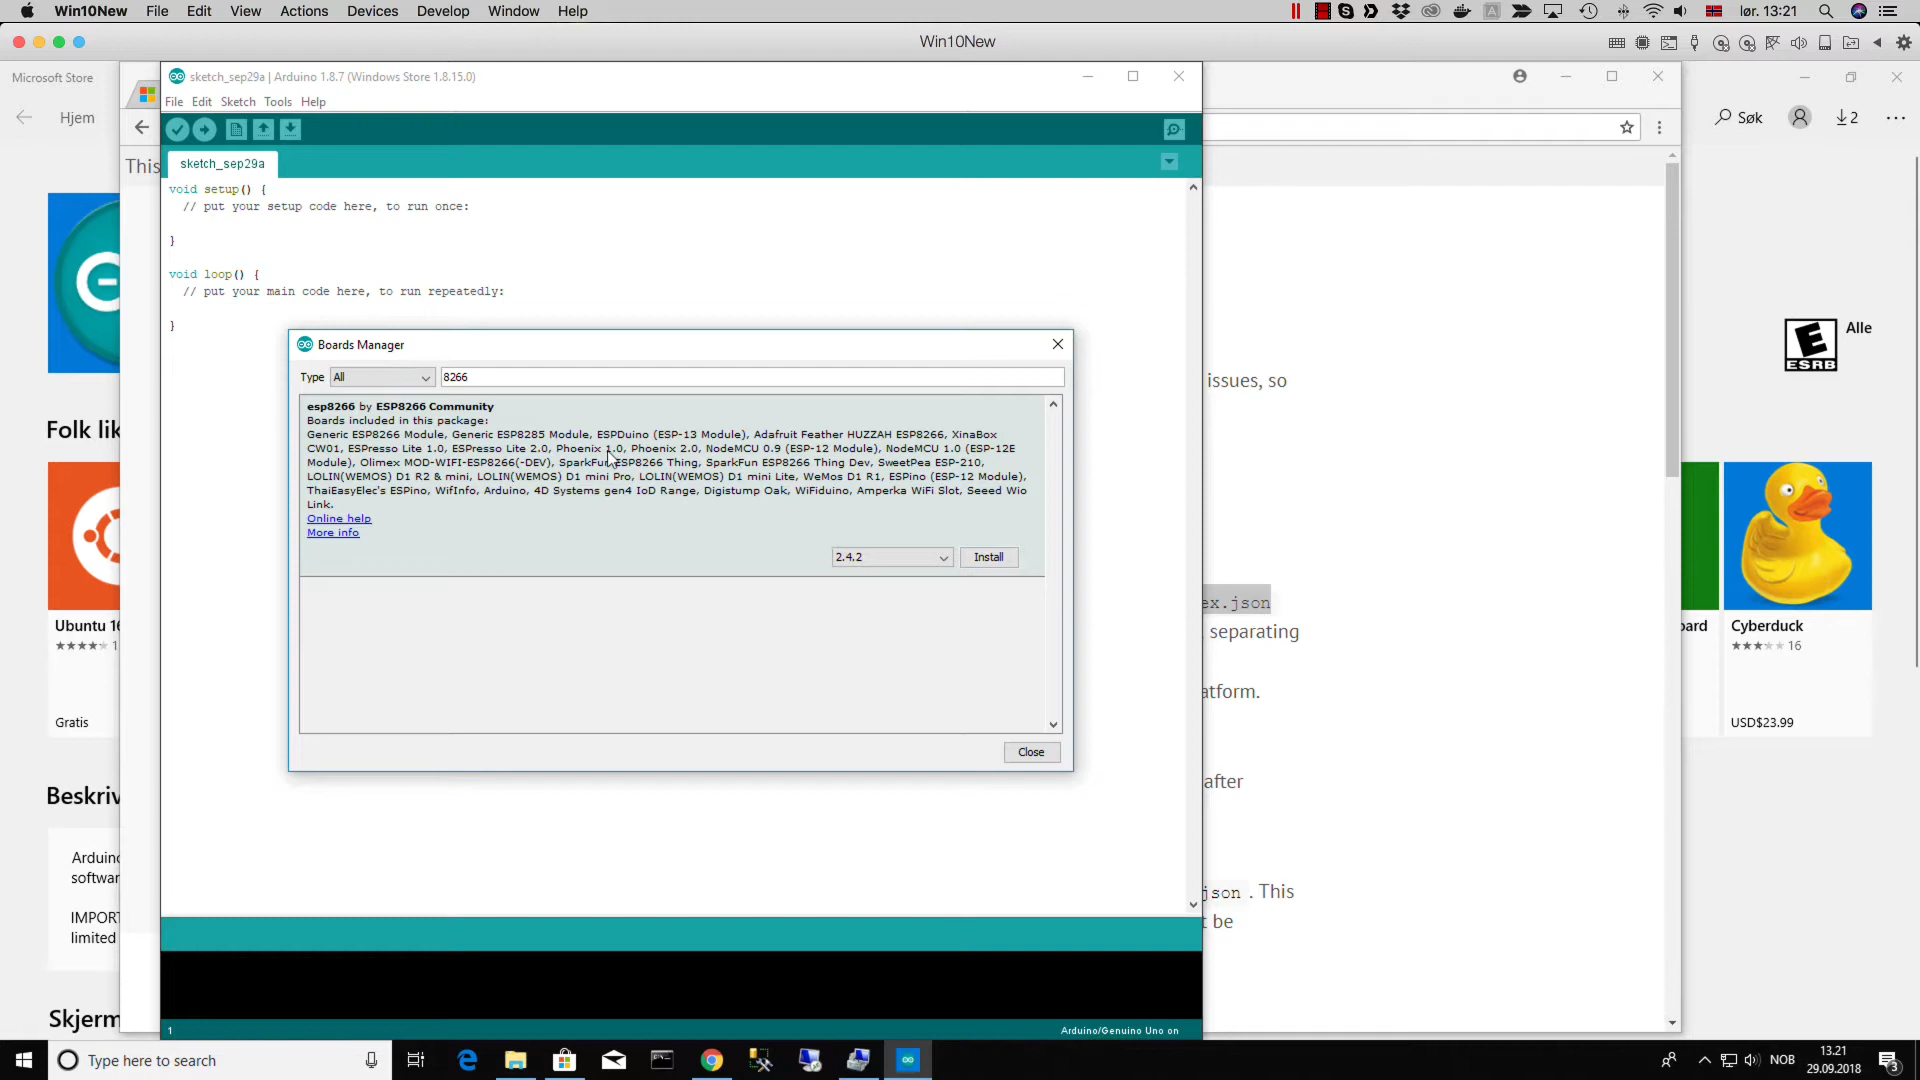 Win10New File Edit View Actions Devices Develop Window Help
lør. 13:21
Win10New
Microsoft Store
Hjem
Søk
2
This
sketch_sep29a | Arduino 1.8.7 (Windows Store 1.8.15.0)
File Edit Sketch Tools Help
sketch_sep29a
void setup() {
// put your setup code here, to run once:
}
void loop() {
// put your main code here, to run repeatedly:
}
Boards Manager
Type All 8266
esp8266 by ESP8266 Community
Boards included in this package:
Generic ESP8266 Module, Generic ESP8285 Module, ESPDuino (ESP-13 Module), Adafruit Feather HUZZAH ESP8266, XinaBox
CW01, ESPresso Lite 1.0, ESPresso Lite 2.0, Phoenix 1.0, Phoenix 2.0, NodeMCU 0.9 (ESP-12 Module), NodeMCU 1.0 (ESP-12E
Module), Olimex MOD-WIFI-ESP8266(-DEV), SparkFun ESP8266 Thing, SparkFun ESP8266 Thing Dev, SweetPea ESP-210,
LOLIN(WEMOS) D1 R2 & mini, LOLIN(WEMOS) D1 mini Pro, LOLIN(WEMOS) D1 mini Lite, WeMos D1 R1, ESPino (ESP-12 Module),
ThaiEasyElec's ESPino, WifInfo, Arduino, 4D Systems gen4 IoD Range, Digistump Oak, WiFiduino, Amperka WiFi Slot, Seeed Wio
Link.
Online help
More info
2.4.2 Install
Close
1
Arduino/Genuino Uno on
issues, so
ex.json
separating
atform.
after
json . This
t be
E
ESRB
Alle
Folk lik
Ubuntu 16
1
Gratis
ard
Cyberduck
16
USD$23.99
Beskriv
Arduino
softwar
IMPORT
limited
Skjerm
Type here to search
NOB
13.21
29.09.2018
3